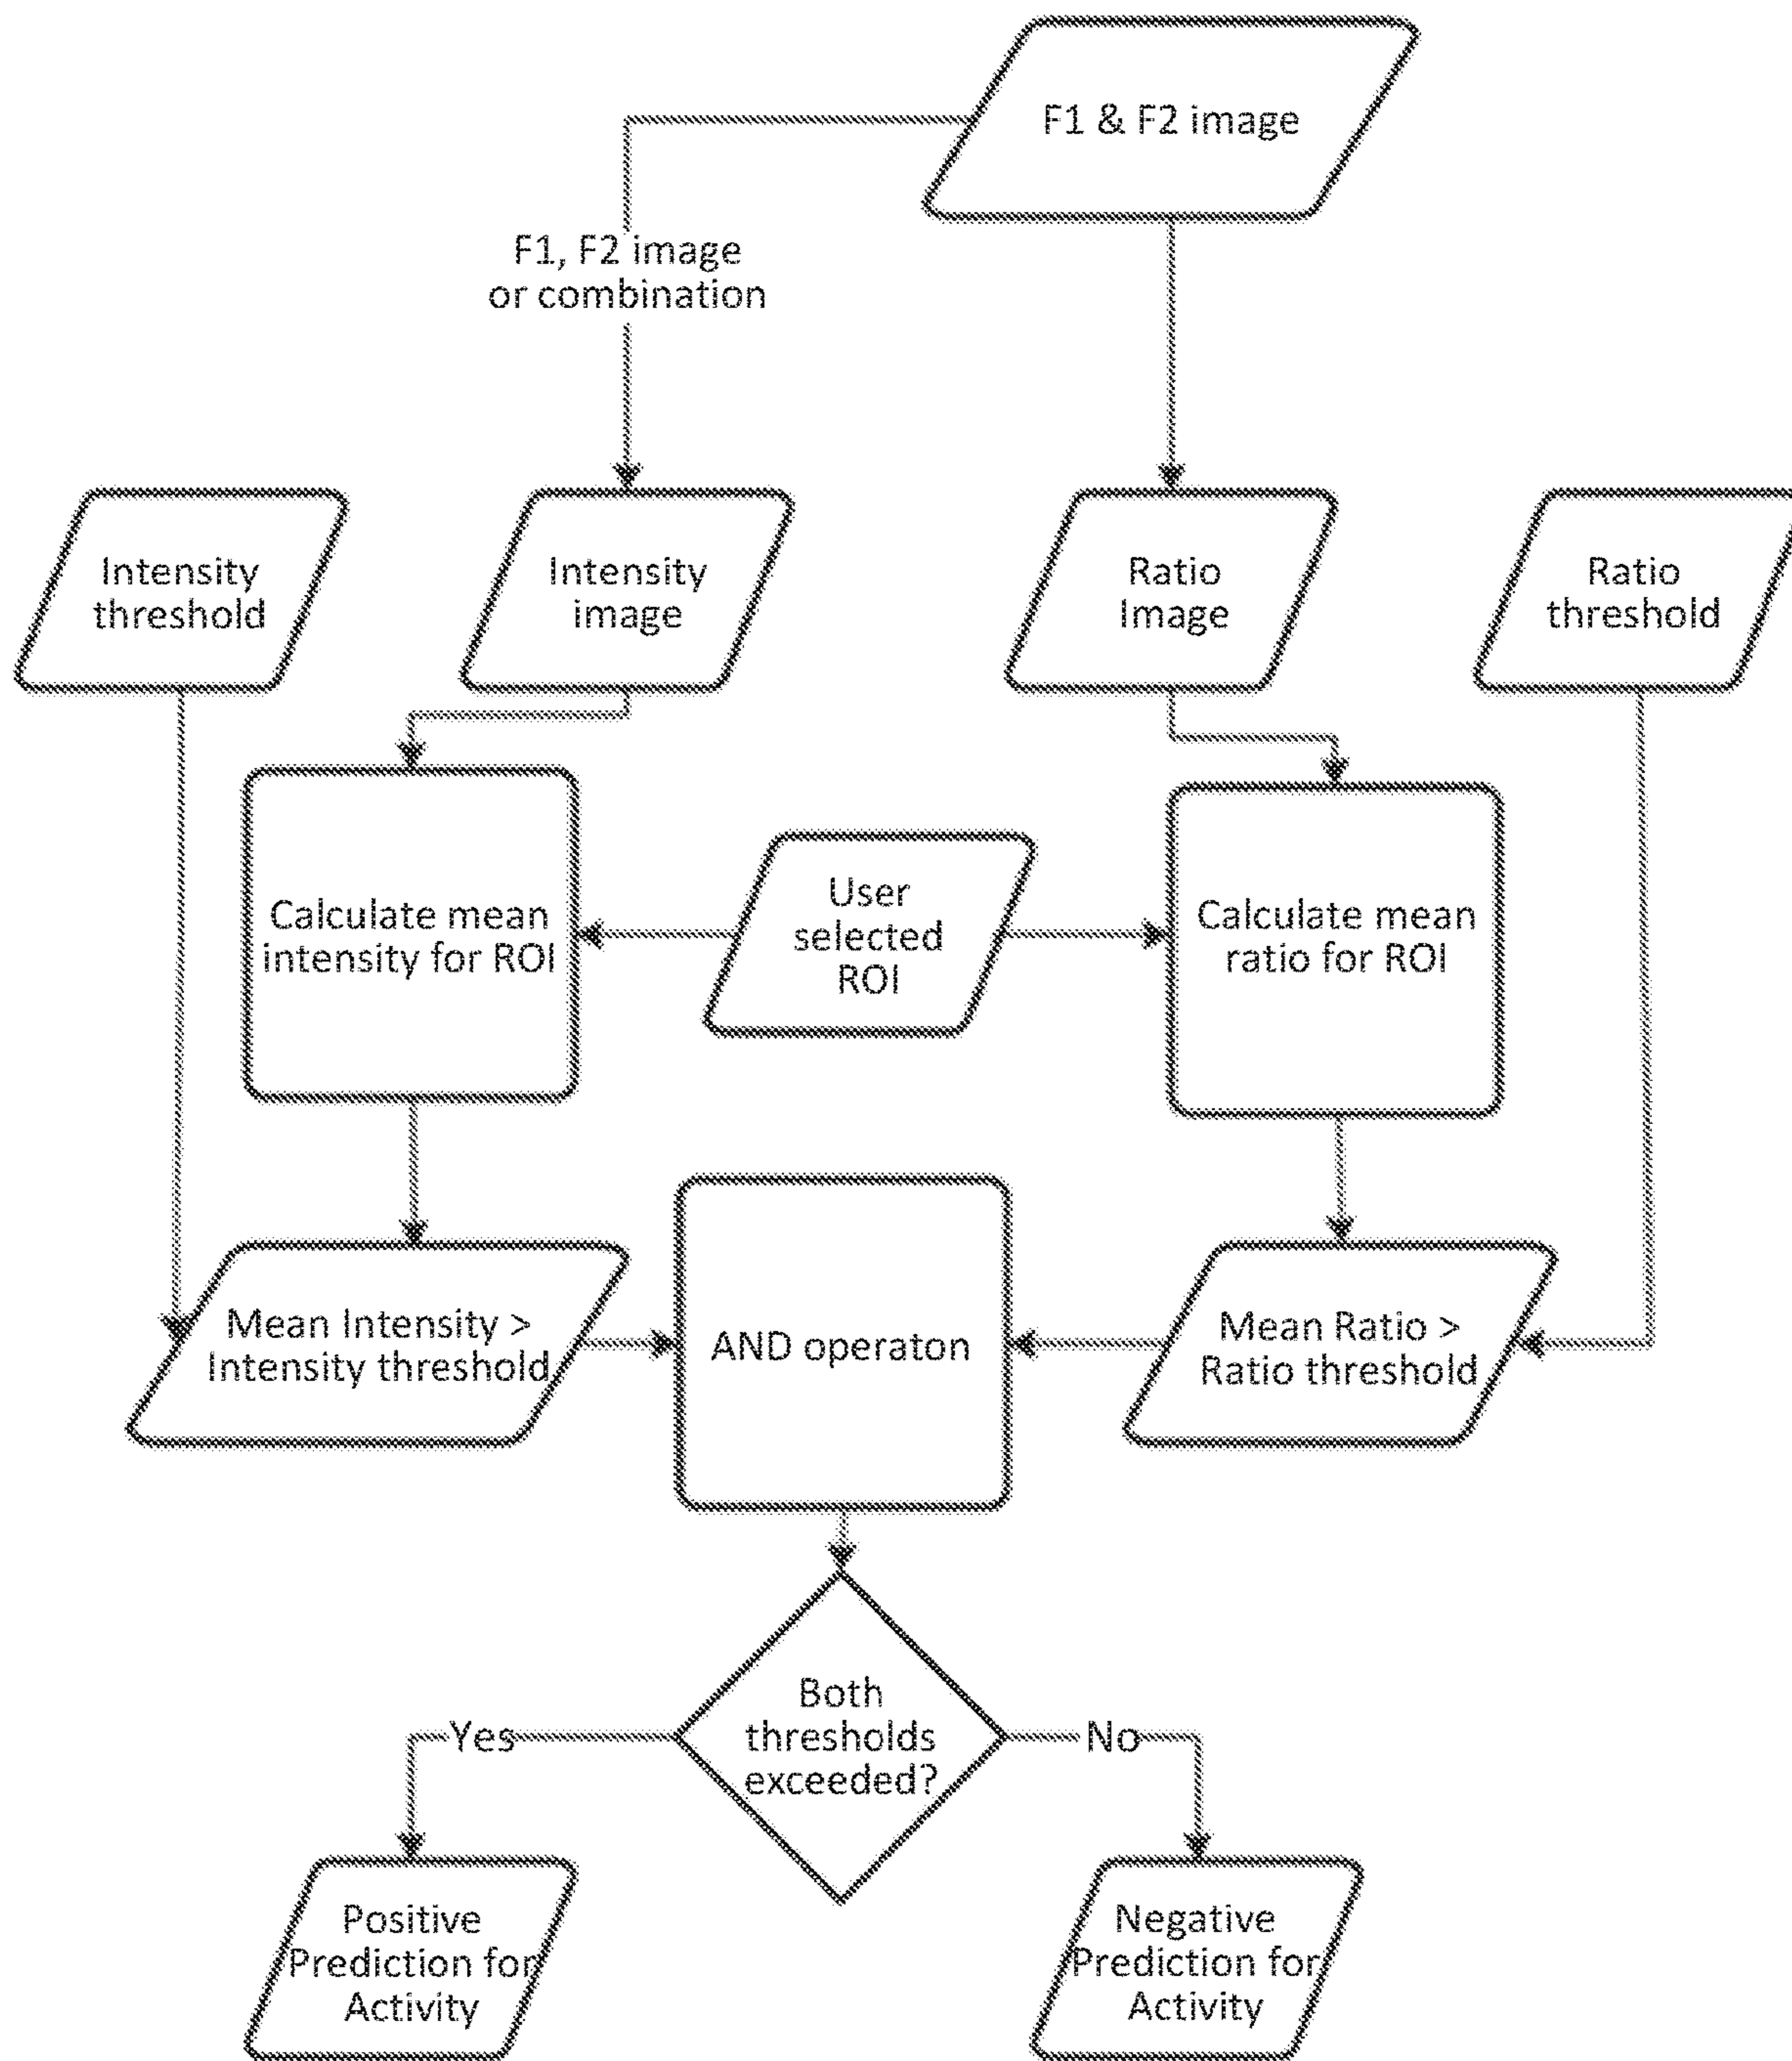 F1 & F2 image
F1, F2 image
or combination
Intensity
threshold
Intensity
image
Ratio
Image
Ratio
threshold
Calculate mean
intensity for ROI
User
selected
ROI
Calculate mean
ratio for ROI
Mean Intensity >
Intensity threshold
AND operaton
Mean Ratio >
Ratio threshold
Both
thresholds
exceeded?
Yes
No
Positive
Prediction for
Activity
Negative
Prediction for
Activity